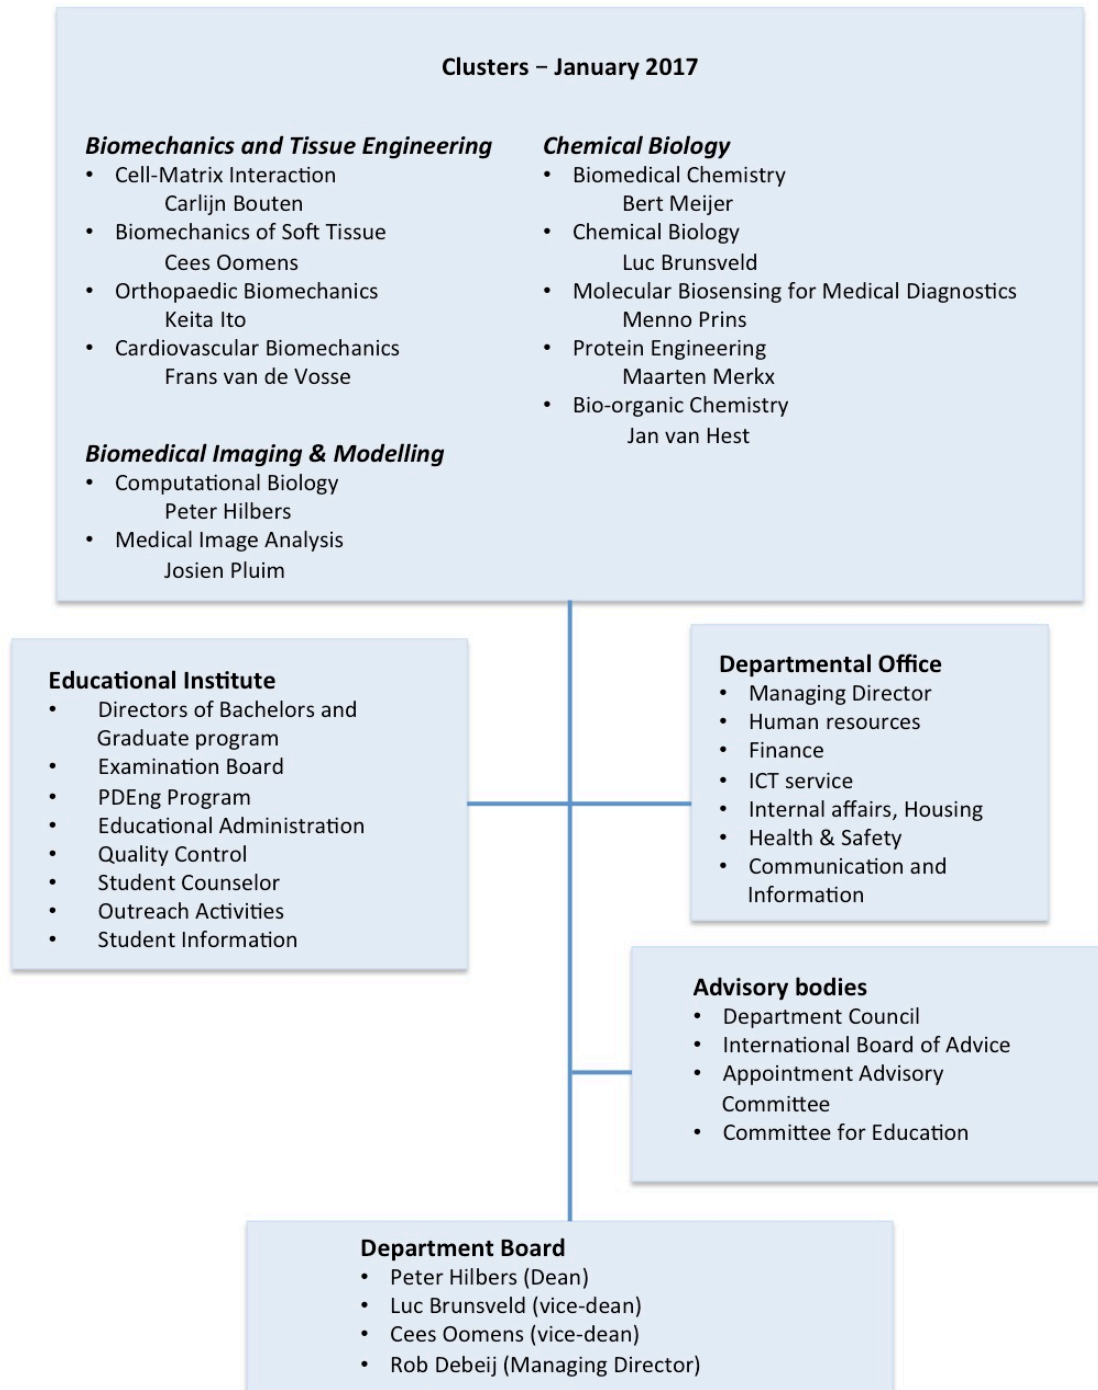 Clusters – January 2017
Biomechanics and Tissue Engineering
• Cell-Matrix Interaction
Carlijn Bouten
• Biomechanics of Soft Tissue
Cees Oomens
• Orthopaedic Biomechanics
Keita Ito
• Cardiovascular Biomechanics
Frans van de Vosse
Biomedical Imaging & Modelling
• Computational Biology
Peter Hilbers
• Medical Image Analysis
Josien Pluim
Chemical Biology
• Biomedical Chemistry
Bert Meijer
• Chemical Biology
Luc Brunsveld
• Molecular Biosensing for Medical Diagnostics
Menno Prins
• Protein Engineering
Maarten Merkx
• Bio-organic Chemistry
Jan van Hest
Educational Institute
• Directors of Bachelors and
Graduate program
• Examination Board
• PDEng Program
• Educational Administration
• Quality Control
• Student Counselor
• Outreach Activities
• Student Information
Departmental Office
• Managing Director
• Human resources
• Finance
• ICT service
• Internal affairs, Housing
• Health & Safety
• Communication and
Information
Advisory bodies
• Department Council
• International Board of Advice
• Appointment Advisory
Committee
• Committee for Education
Department Board
• Peter Hilbers (Dean)
• Luc Brunsveld (vice-dean)
• Cees Oomens (vice-dean)
• Rob Debeij (Managing Director)